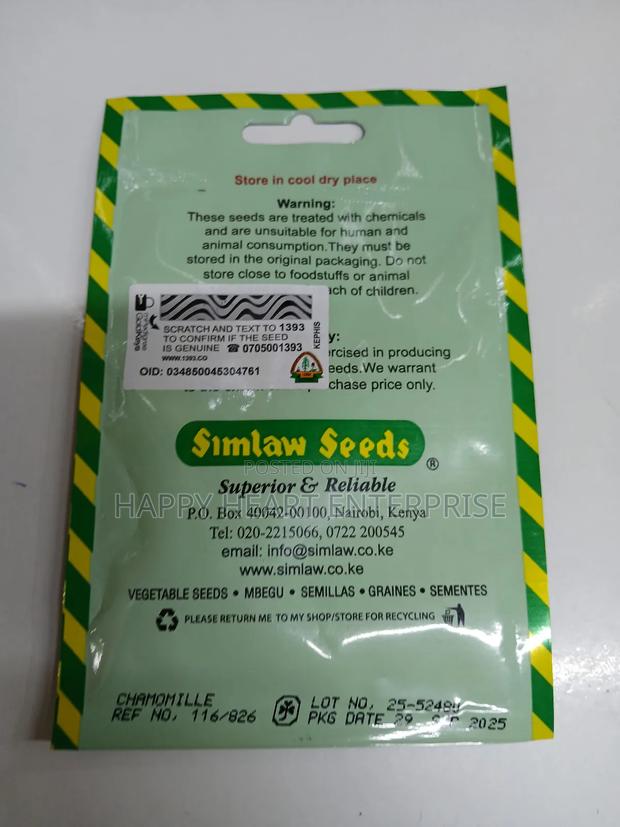 Store in cool dry place
Warning:
These seeds are treated with chemicals
and are unsuitable for human and
animal consumption.They must be
stored in the original packaging. Do not
store close to foodstuffs or animal
ach of children.
SCRATCH AND TEXT TO 1393
TO CONFIRM IF THE SEED
IS GENUINE ☎ 0705001393
WWW.1393.CO
OID: 034850045304761
KEPHIS
y:
ercised in producing
eeds.We warrant
chase price only.
Simlaw Seeds ®
POSTED ON JIJI
Superior & Reliable
HAPPY HEART ENTERPRISE
P.O. Box 40042-00100, Nairobi, Kenya
Tel: 020-2215066, 0722 200545
email: info@simlaw.co.ke
www.simlaw.co.ke
VEGETABLE SEEDS • MBEGU • SEMILLAS • GRAINES • SEMENTES
PLEASE RETURN ME TO MY SHOP/STORE FOR RECYCLING
CHAMOMILLE
REF NO. 116/826
LOT NO. 25-52480
PKG DATE 29 2025